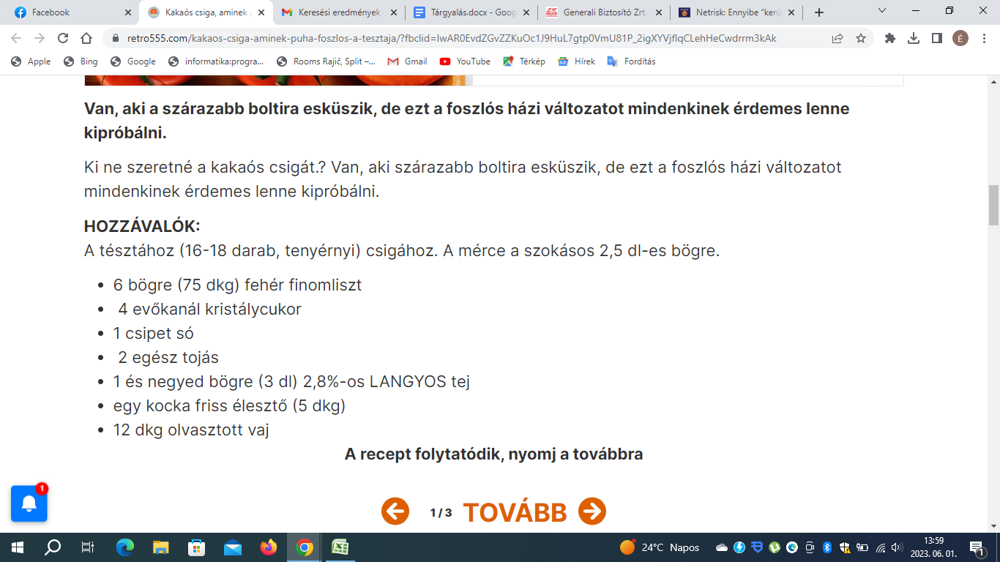 Facebook
Kakaós csiga, aminek
Keresési eredmények
Tárgyalás.docx - Goog
Generali Biztosító Zrt.
Netrisk: Ennyibe "kerü
retro555.com/kakaos-csiga-aminek-puha-foszlos-a-tesztaja/?fbclid=IwAR0EvdZGvZZKuOc1J9HuL7gtp0VmU81P_2igXYVjflqCLehHeCwdrrm3kAk
É
Apple
Bing
Google
informatika:progra...
Rooms Rajič, Split –...
Gmail
YouTube
Térkép
Hírek
Fordítás
Van, aki a szárazabb boltira esküszik, de ezt a foszlós házi változatot mindenkinek érdemes lenne
kipróbálni.
Ki ne szeretné a kakaós csigát.? Van, aki szárazabb boltira esküszik, de ezt a foszlós házi változatot
mindenkinek érdemes lenne kipróbálni.
HOZZÁVALÓK:
A tésztához (16-18 darab, tenyérnyi) csigához. A mérce a szokásos 2,5 dl-es bögre.
• 6 bögre (75 dkg) fehér finomliszt
• 4 evőkanál kristálycukor
• 1 csipet só
• 2 egész tojás
• 1 és negyed bögre (3 dl) 2,8%-os LANGYOS tej
• egy kocka friss élesztő (5 dkg)
• 12 dkg olvasztott vaj
A recept folytatódik, nyomj a továbbra
1
1 / 3 TOVÁBB
24°C Napos
13:59
2023. 06. 01.
1